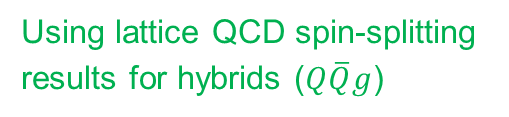 Using lattice QCD spin-splitting
results for hybrids (𝑄𝑄̄𝑔)